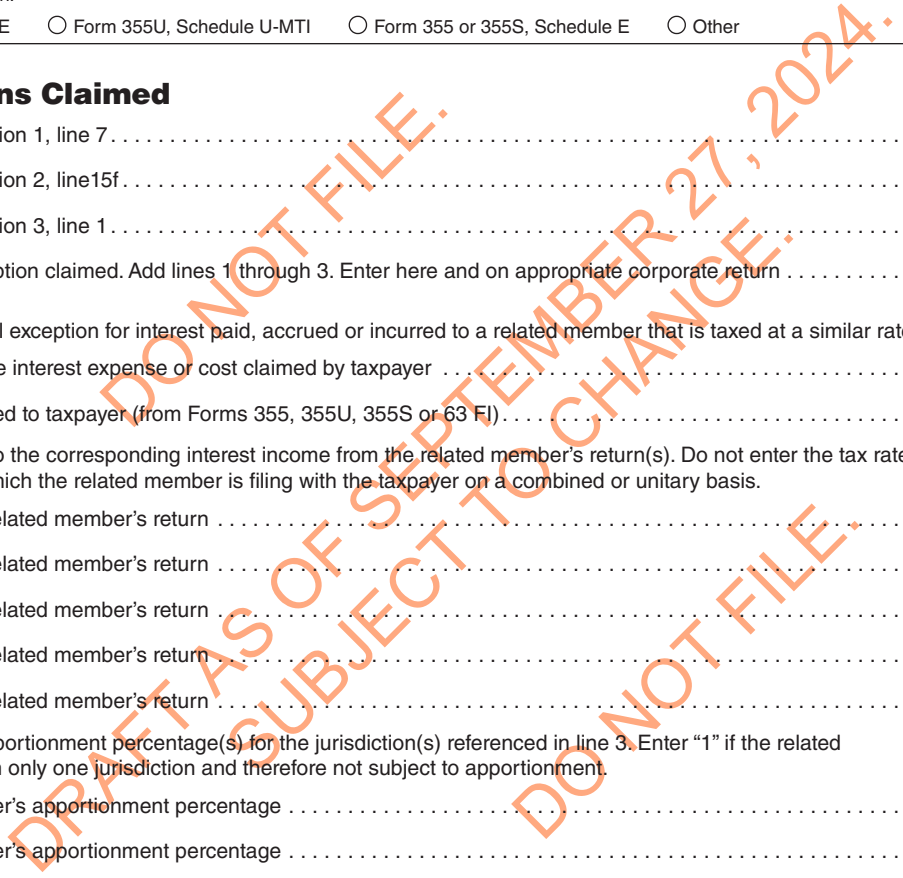 E ○ Form 355U, Schedule U-MTI ○ Form 355 or 355S, Schedule E ○ Other
ns Claimed
ion 1, line 7
ion 2, line15f
ion 3, line 1
ption claimed. Add lines 1 through 3. Enter here and on appropriate corporate return
l exception for interest paid, accrued or incurred to a related member that is taxed at a similar rate
e interest expense or cost claimed by taxpayer
ed to taxpayer (from Forms 355, 355U, 355S or 63 FI)
o the corresponding interest income from the related member's return(s). Do not enter the tax rate
hich the related member is filing with the taxpayer on a combined or unitary basis.
elated member's return
elated member's return
elated member's return
elated member's return
elated member's return
portionment percentage(s) for the jurisdiction(s) referenced in line 3. Enter “1” if the related
n only one jurisdiction and therefore not subject to apportionment.
er's apportionment percentage
er's apportionment percentage
DO NOT FILE.
DRAFT AS OF SEPTEMBER 27, 2024.
SUBJECT TO CHANGE.
DO NOT FILE.